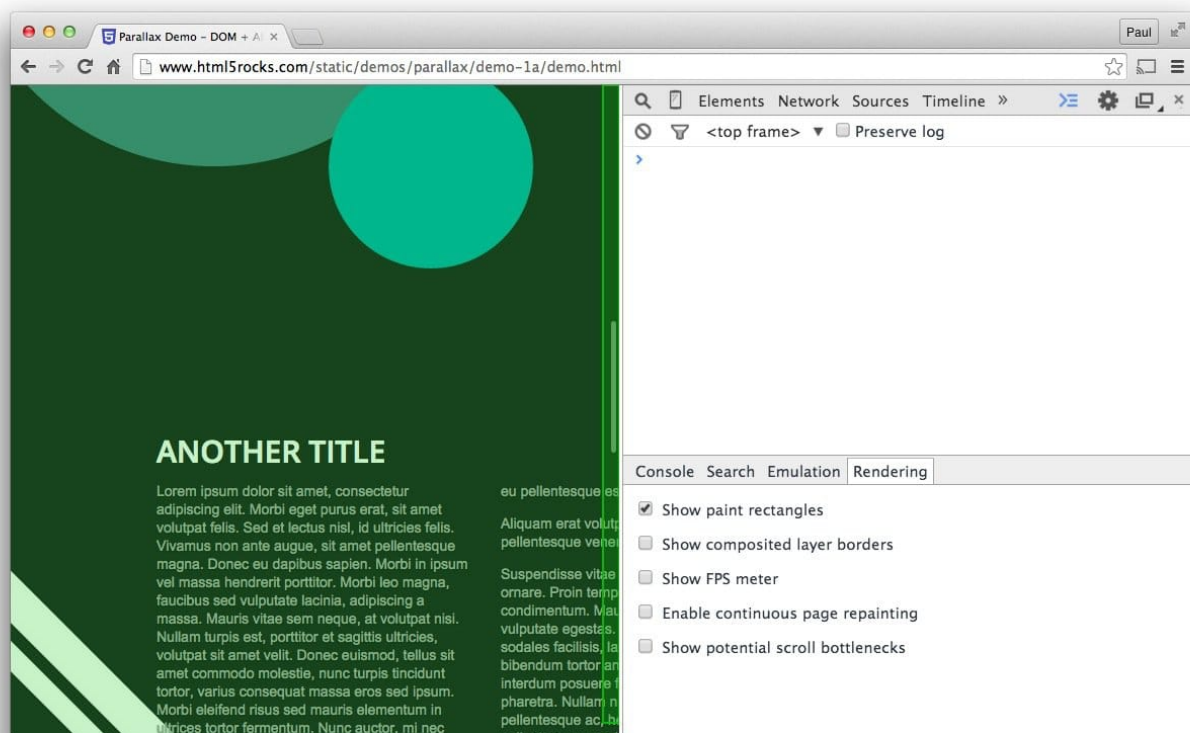 Parallax Demo – DOM + A
Paul
www.html5rocks.com/static/demos/parallax/demo-1a/demo.html
Elements Network Sources Timeline »
<top frame> ▼ Preserve log
ANOTHER TITLE
Lorem ipsum dolor sit amet, consectetur
adipiscing elit. Morbi eget purus erat, sit amet
volutpat felis. Sed et lectus nisl, id ultricies felis.
Vivamus non ante augue, sit amet pellentesque
magna. Donec eu dapibus sapien. Morbi in ipsum
vel massa hendrerit porttitor. Morbi leo magna,
faucibus sed vulputate lacinia, adipiscing a
massa. Mauris vitae sem neque, at volutpat nisi.
Nullam turpis est, porttitor et sagittis ultricies,
volutpat sit amet velit. Donec euismod, tellus sit
amet commodo molestie, nunc turpis tincidunt
tortor, varius consequat massa eros sed ipsum.
Morbi eleifend risus sed mauris elementum in
ultrices tortor fermentum. Nunc auctor, mi nec
eu pellentesque es
Aliquam erat volutp
pellentesque vener
Suspendisse vitae
ornare. Proin temp
condimentum. Mau
vulputate egestas.
sodales facilisis, la
bibendum tortor an
interdum posuere f
pharetra. Nullam n
pellentesque ac, he
Console Search Emulation Rendering
Show paint rectangles
Show composited layer borders
Show FPS meter
Enable continuous page repainting
Show potential scroll bottlenecks